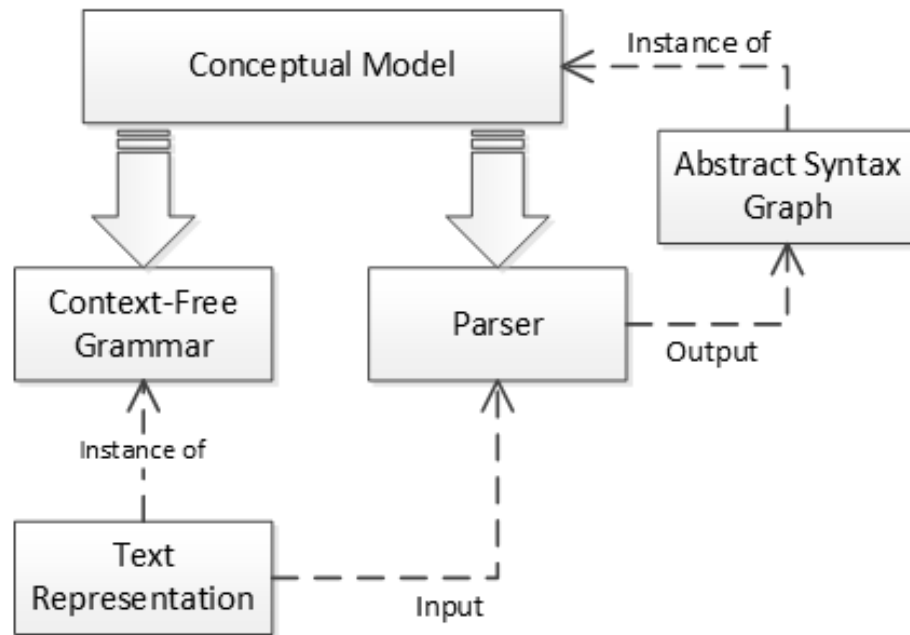 Conceptual Model
Instance of
Abstract Syntax
Graph
Context-Free
Grammar
Parser
Output
Instance of
Text
Representation
Input